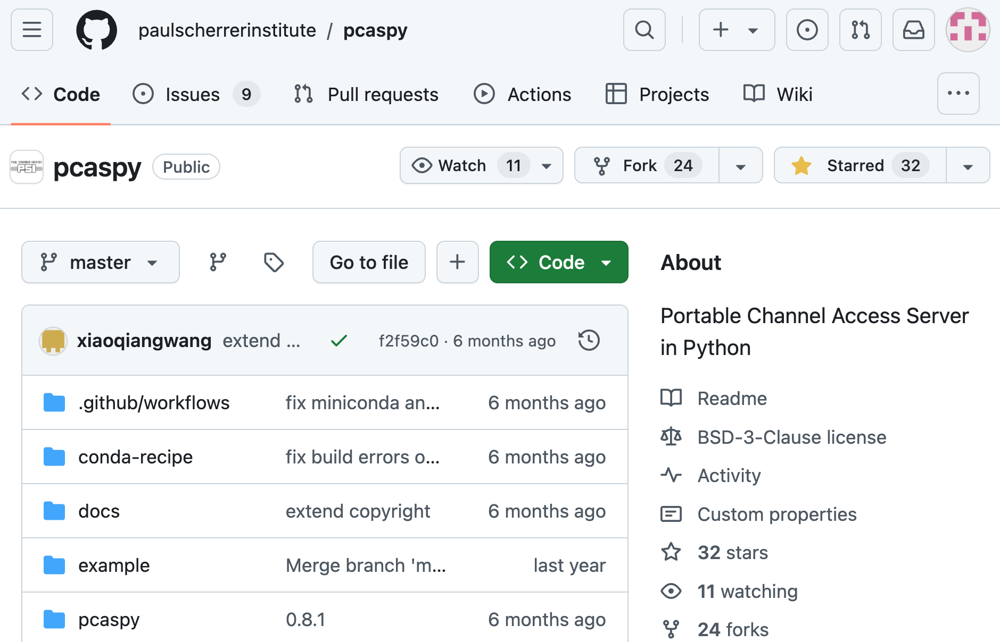 paulscherrerinstitute / pcaspy
Code Issues 9 Pull requests Actions Projects Wiki
PAUL SCHERRER INSTITUT
PSI
pcaspy Public Watch 11 Fork 24 Starred 32
master Go to file Code
About
Portable Channel Access Server
in Python
xiaoqiangwang extend ... f2f59c0 · 6 months ago
.github/workflows fix miniconda an... 6 months ago
conda-recipe fix build errors o... 6 months ago
docs extend copyright 6 months ago
example Merge branch 'm... last year
pcaspy 0.8.1 6 months ago
Readme
BSD-3-Clause license
Activity
Custom properties
32 stars
11 watching
24 forks